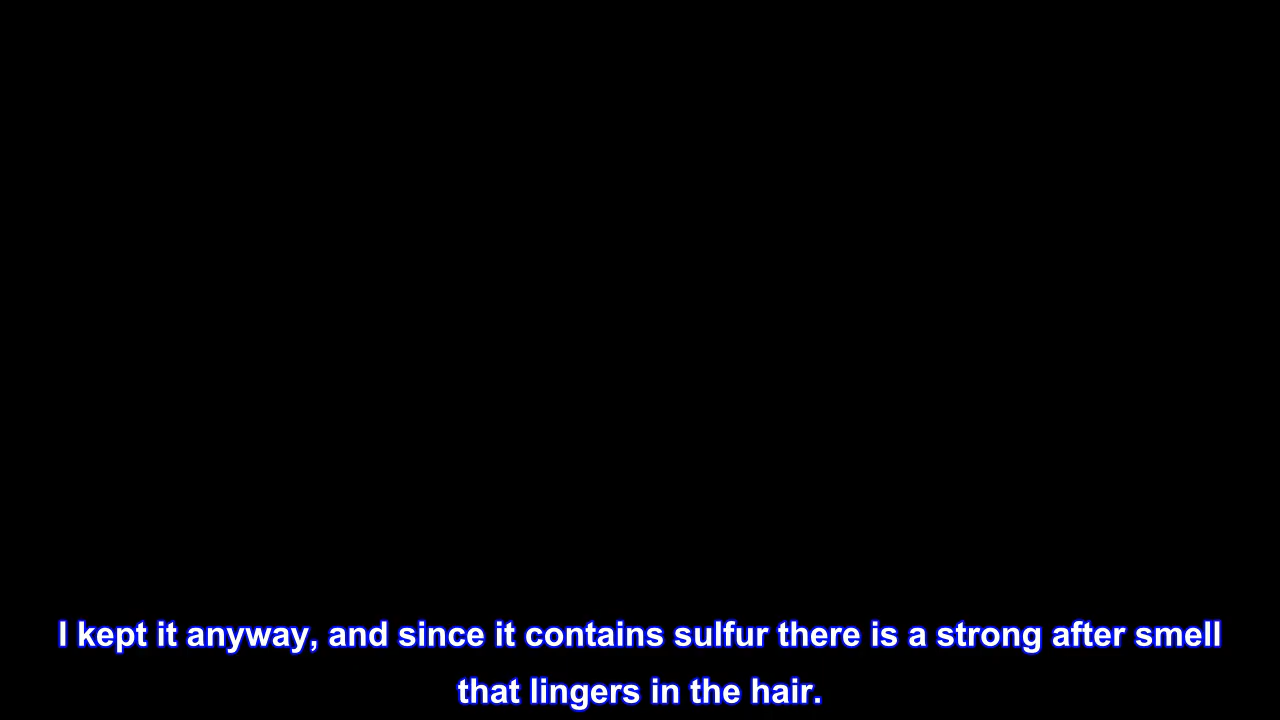 I kept it anyway, and since it contains sulfur there is a strong after smell
that lingers in the hair.